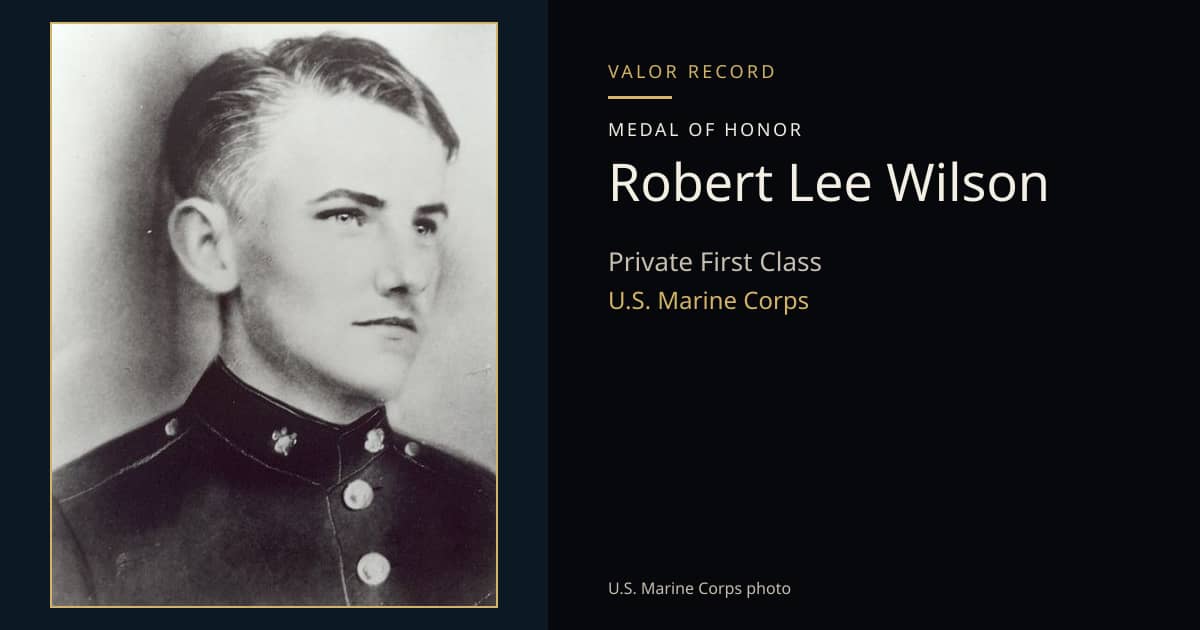 VALOR RECORD
MEDAL OF HONOR
Robert Lee Wilson
Private First Class
U.S. Marine Corps
U.S. Marine Corps photo